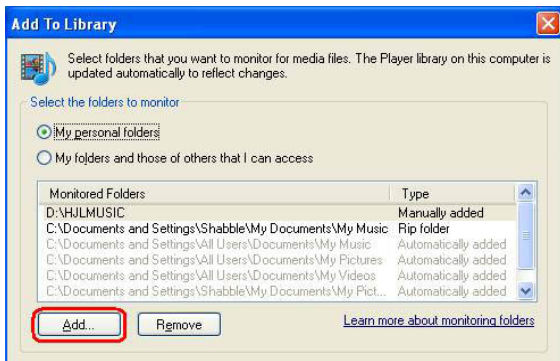 Add To Library
Select folders that you want to monitor for media files. The Player library on this computer is
updated automatically to reflect changes.
Select the folders to monitor
My personal folders
My folders and those of others that I can access
Monitored Folders Type
D:\HJLMUSIC Manually added
C:\Documents and Settings\Shabble\My Documents\My Music Rip folder
C:\Documents and Settings\All Users\Documents\My Music Automatically added
C:\Documents and Settings\All Users\Documents\My Pictures Automatically added
C:\Documents and Settings\All Users\Documents\My Videos Automatically added
C:\Documents and Settings\Shabble\My Documents\My Pict... Automatically added
Add... Remove Learn more about monitoring folders